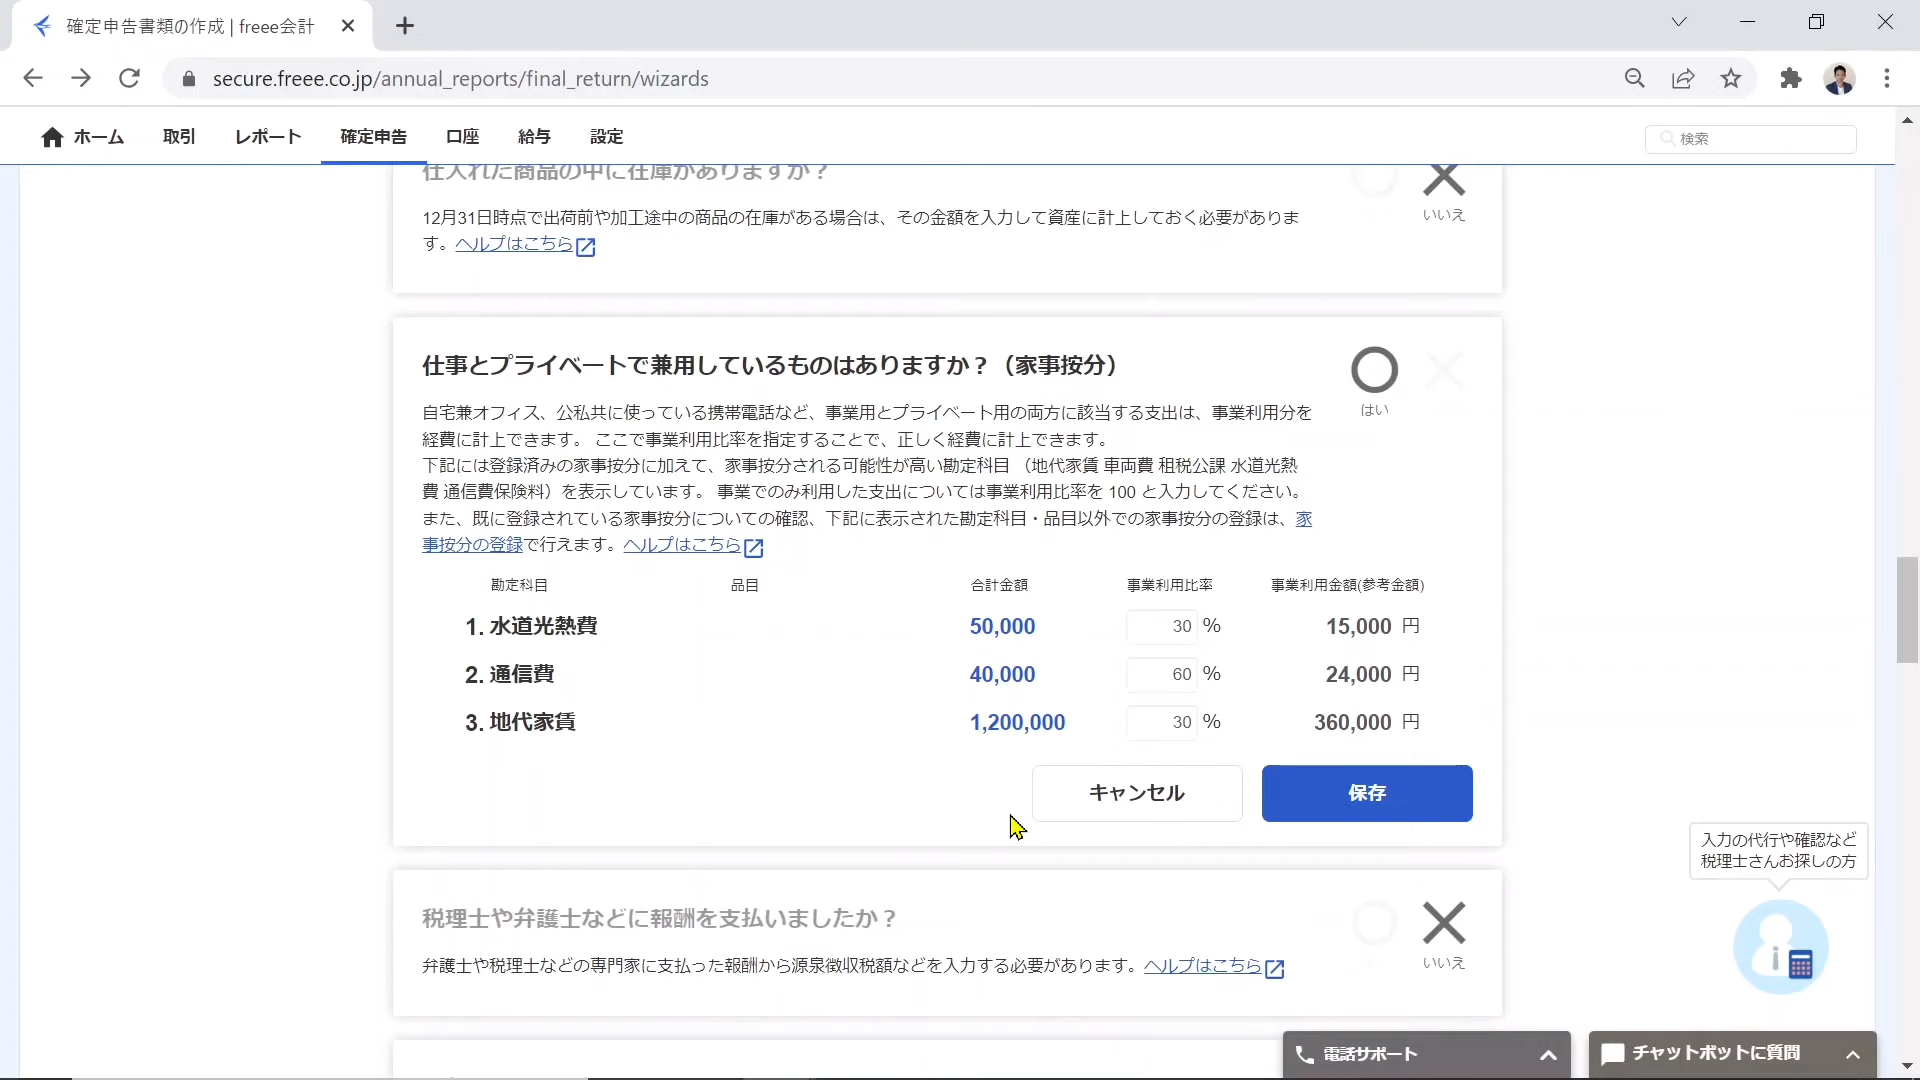 確定申告書類の作成 | freee会計
secure.freee.co.jp/annual_reports/final_return/wizards
ホーム 取引 レポート 確定申告 口座 給与 設定 検索
仕入れた商品の中に在庫がありますか？
12月31日時点で出荷前や加工途中の商品の在庫がある場合は、その金額を入力して資産に計上しておく必要がありま
す。ヘルプはこちら
いいえ
仕事とプライベートで兼用しているものはありますか？（家事按分）
はい
自宅兼オフィス、公私共に使っている携帯電話など、事業用とプライベート用の両方に該当する支出は、事業利用分を
経費に計上できます。 ここで事業利用比率を指定することで、正しく経費に計上できます。
下記には登録済みの家事按分に加えて、家事按分される可能性が高い勘定科目 （地代家賃 車両費 租税公課 水道光熱
費 通信費保険料）を表示しています。 事業でのみ利用した支出については事業利用比率を 100 と入力してください。
また、既に登録されている家事按分についての確認、下記に表示された勘定科目・品目以外での家事按分の登録は、家
事按分の登録で行えます。ヘルプはこちら
勘定科目 品目 合計金額 事業利用比率 事業利用金額(参考金額)
1. 水道光熱費 50,000 30 % 15,000 円
2. 通信費 40,000 60 % 24,000 円
3. 地代家賃 1,200,000 30 % 360,000 円
キャンセル 保存
税理士や弁護士などに報酬を支払いましたか？
弁護士や税理士などの専門家に支払った報酬から源泉徴収税額などを入力する必要があります。ヘルプはこちら
いいえ
入力の代行や確認など
税理士さんお探しの方
電話サポート チャットボットに質問